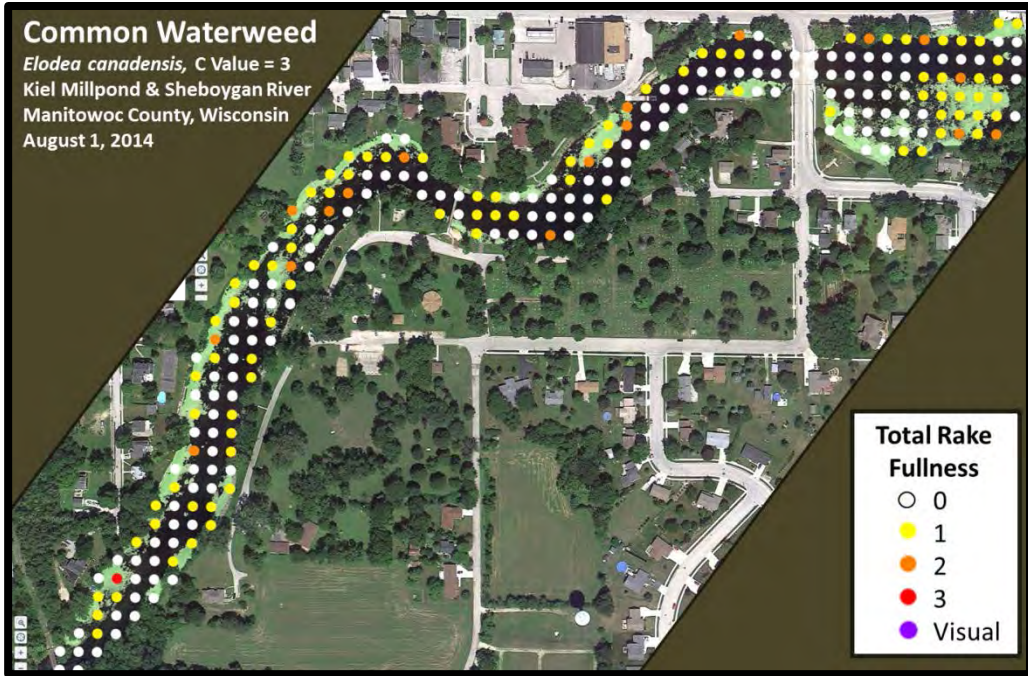 Common Waterweed
Elodea canadensis, C Value = 3
Kiel Millpond & Sheboygan River
Manitowoc County, Wisconsin
August 1, 2014
Total Rake
Fullness
0
1
2
3
Visual